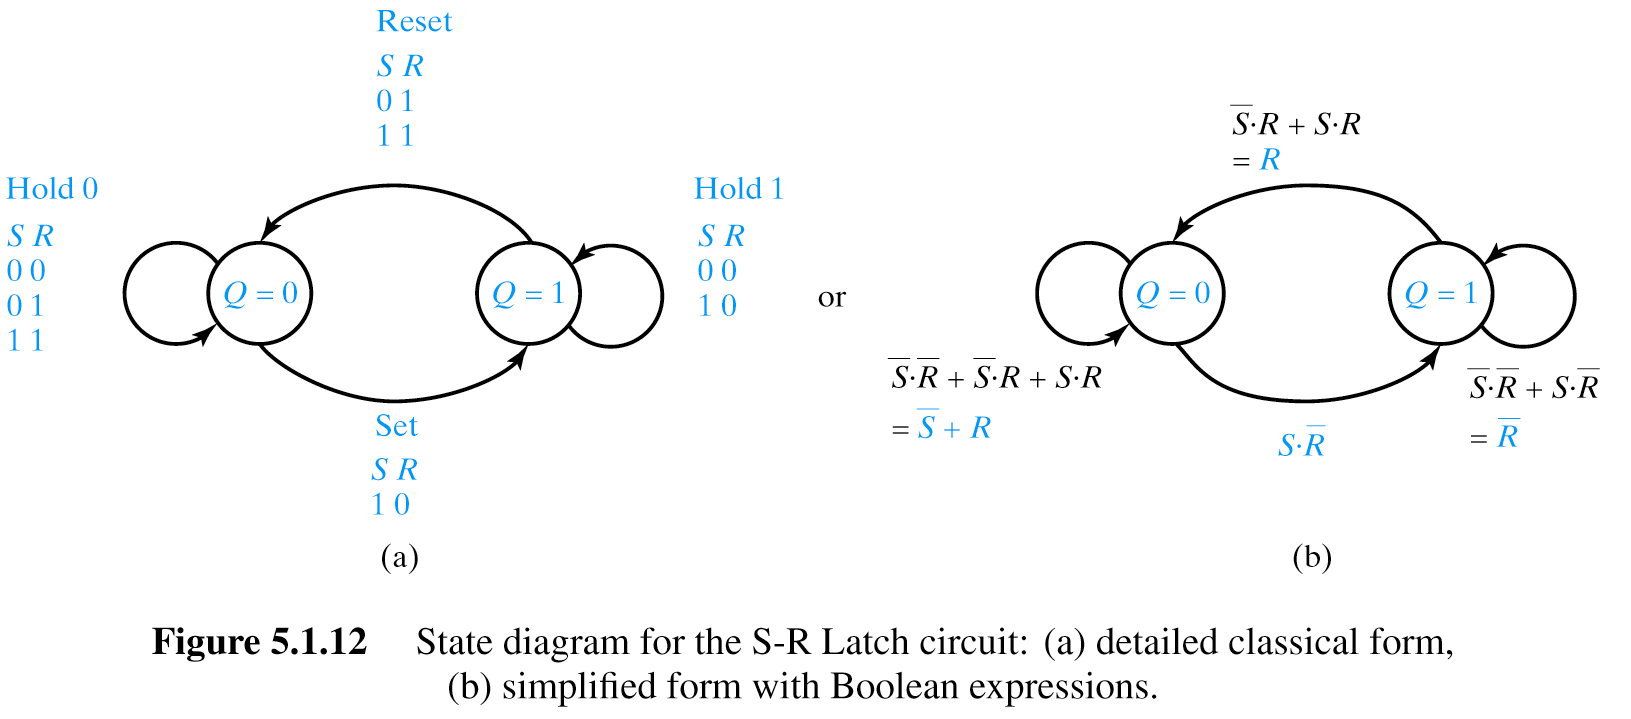 Reset
S R
0 1
1 1
Hold 0
S R
0 0
0 1
1 1
Q = 0
Q = 1
Hold 1
S R
0 0
1 0
Set
S R
1 0
(a)
or
S̅·R + S·R
= R
Q = 0
Q = 1
S̅·R̅ + S̅·R + S·R
= S̅ + R
S·R̅
S̅·R̅ + S·R̅
= R̅
(b)
Figure 5.1.12 State diagram for the S-R Latch circuit: (a) detailed classical form,
(b) simplified form with Boolean expressions.